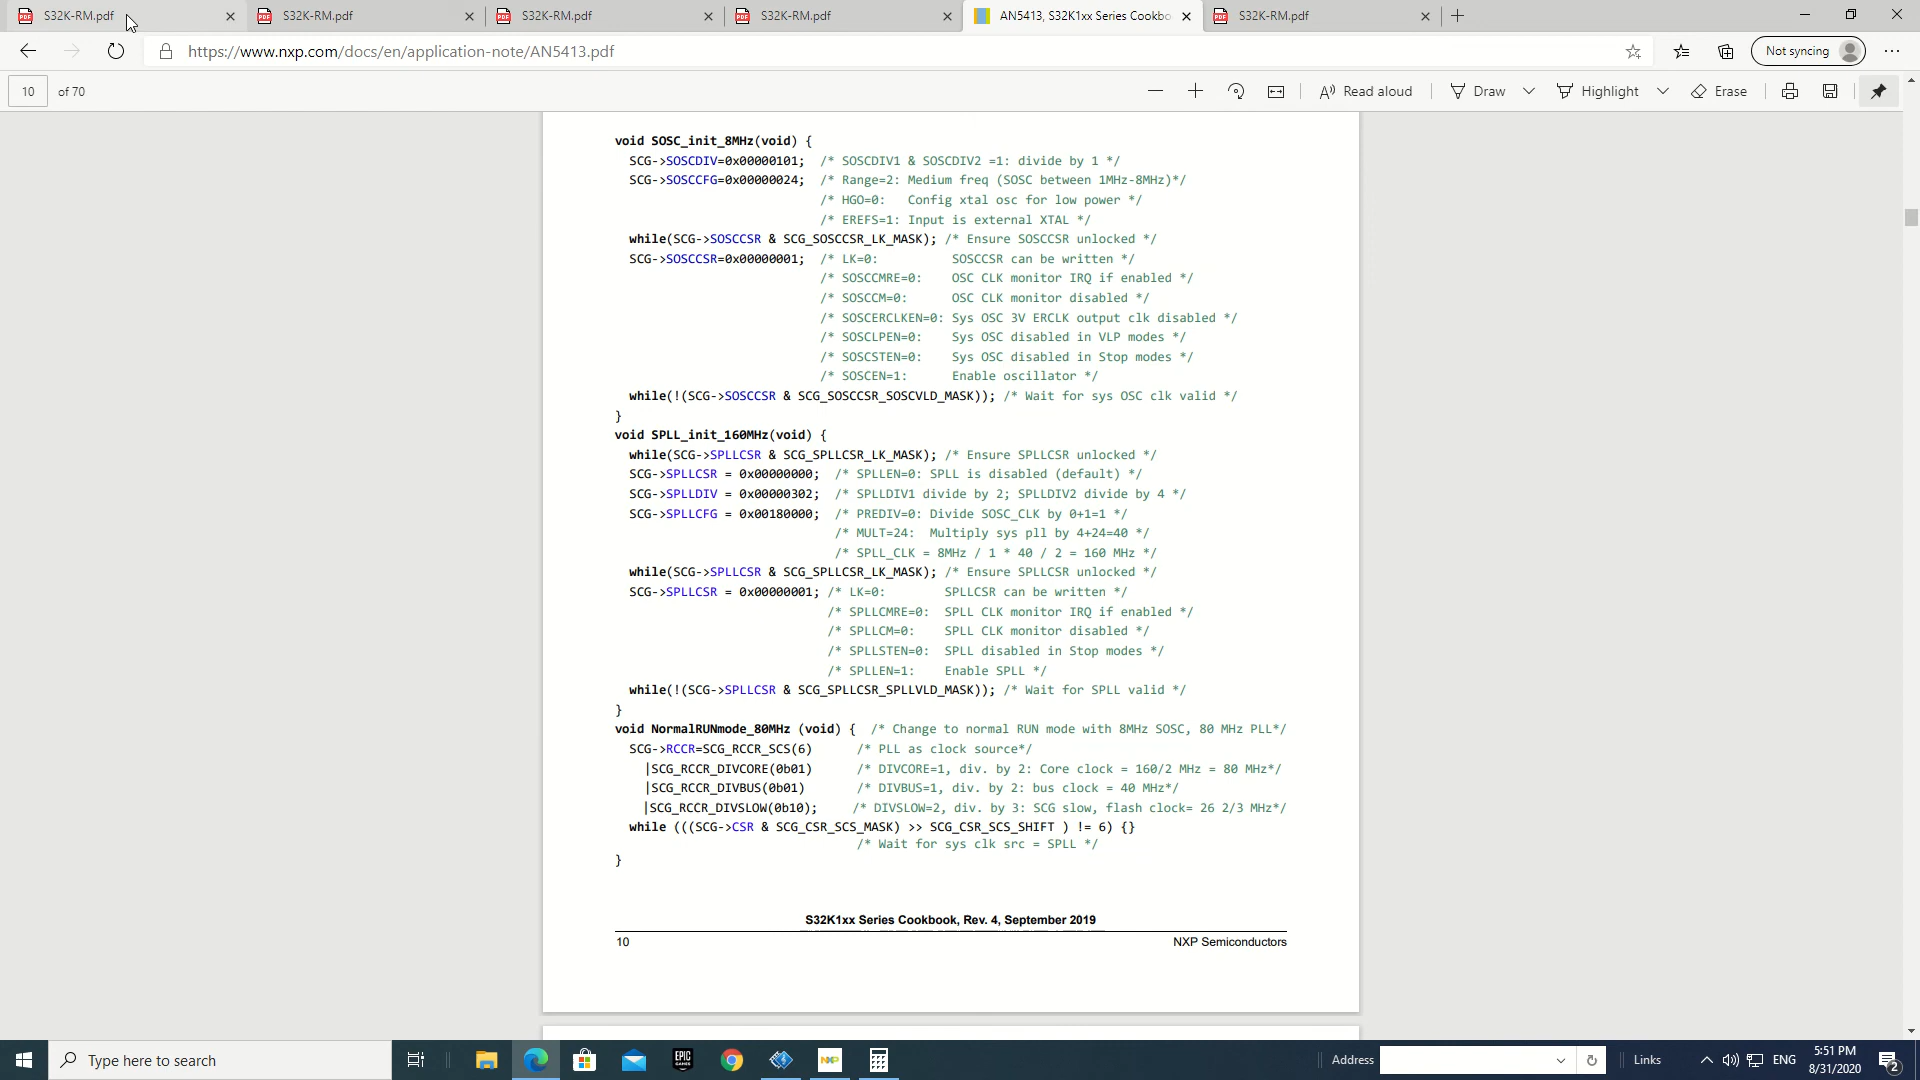 S32K-RM.pdf
S32K-RM.pdf
S32K-RM.pdf
S32K-RM.pdf
AN5413, S32K1xx Series Cookbo
S32K-RM.pdf
https://www.nxp.com/docs/en/application-note/AN5413.pdf
Not syncing
10 of 70
Read aloud
Draw
Highlight
Erase
void SOSC_init_8MHz(void) {
SCG->SOSCDIV=0x00000101; /* SOSCDIV1 & SOSCDIV2 =1: divide by 1 */
SCG->SOSCCFG=0x00000024; /* Range=2: Medium freq (SOSC between 1MHz-8MHz)*/
/* HGO=0: Config xtal osc for low power */
/* EREFS=1: Input is external XTAL */
while(SCG->SOSCCSR & SCG_SOSCCSR_LK_MASK); /* Ensure SOSCCSR unlocked */
SCG->SOSCCSR=0x00000001; /* LK=0: SOSCCSR can be written */
/* SOSCCMRE=0: OSC CLK monitor IRQ if enabled */
/* SOSCCM=0: OSC CLK monitor disabled */
/* SOSCERCLKEN=0: Sys OSC 3V ERCLK output clk disabled */
/* SOSCLPEN=0: Sys OSC disabled in VLP modes */
/* SOSCSTEN=0: Sys OSC disabled in Stop modes */
/* SOSCEN=1: Enable oscillator */
while(!(SCG->SOSCCSR & SCG_SOSCCSR_SOSCVLD_MASK)); /* Wait for sys OSC clk valid */
}
void SPLL_init_160MHz(void) {
while(SCG->SPLLCSR & SCG_SPLLCSR_LK_MASK); /* Ensure SPLLCSR unlocked */
SCG->SPLLCSR = 0x00000000; /* SPLLEN=0: SPLL is disabled (default) */
SCG->SPLLDIV = 0x00000302; /* SPLLDIV1 divide by 2; SPLLDIV2 divide by 4 */
SCG->SPLLCFG = 0x00180000; /* PREDIV=0: Divide SOSC_CLK by 0+1=1 */
/* MULT=24: Multiply sys pll by 4+24=40 */
/* SPLL_CLK = 8MHz / 1 * 40 / 2 = 160 MHz */
while(SCG->SPLLCSR & SCG_SPLLCSR_LK_MASK); /* Ensure SPLLCSR unlocked */
SCG->SPLLCSR = 0x00000001; /* LK=0: SPLLCSR can be written */
/* SPLLCMRE=0: SPLL CLK monitor IRQ if enabled */
/* SPLLCM=0: SPLL CLK monitor disabled */
/* SPLLSTEN=0: SPLL disabled in Stop modes */
/* SPLLEN=1: Enable SPLL */
while(!(SCG->SPLLCSR & SCG_SPLLCSR_SPLLVLD_MASK)); /* Wait for SPLL valid */
}
void NormalRUNmode_80MHz (void) { /* Change to normal RUN mode with 8MHz SOSC, 80 MHz PLL*/
SCG->RCCR=SCG_RCCR_SCS(6) /* PLL as clock source*/
|SCG_RCCR_DIVCORE(0b01) /* DIVCORE=1, div. by 2: Core clock = 160/2 MHz = 80 MHz*/
|SCG_RCCR_DIVBUS(0b01) /* DIVBUS=1, div. by 2: bus clock = 40 MHz*/
|SCG_RCCR_DIVSLOW(0b10); /* DIVSLOW=2, div. by 3: SCG slow, flash clock= 26 2/3 MHz*/
while (((SCG->CSR & SCG_CSR_SCS_MASK) >> SCG_CSR_SCS_SHIFT ) != 6) {}
/* Wait for sys clk src = SPLL */
}
S32K1xx Series Cookbook, Rev. 4, September 2019
10 NXP Semiconductors
Type here to search
EPIC GAMES
NXP
Address
Links
ENG
5:51 PM
8/31/2020
2